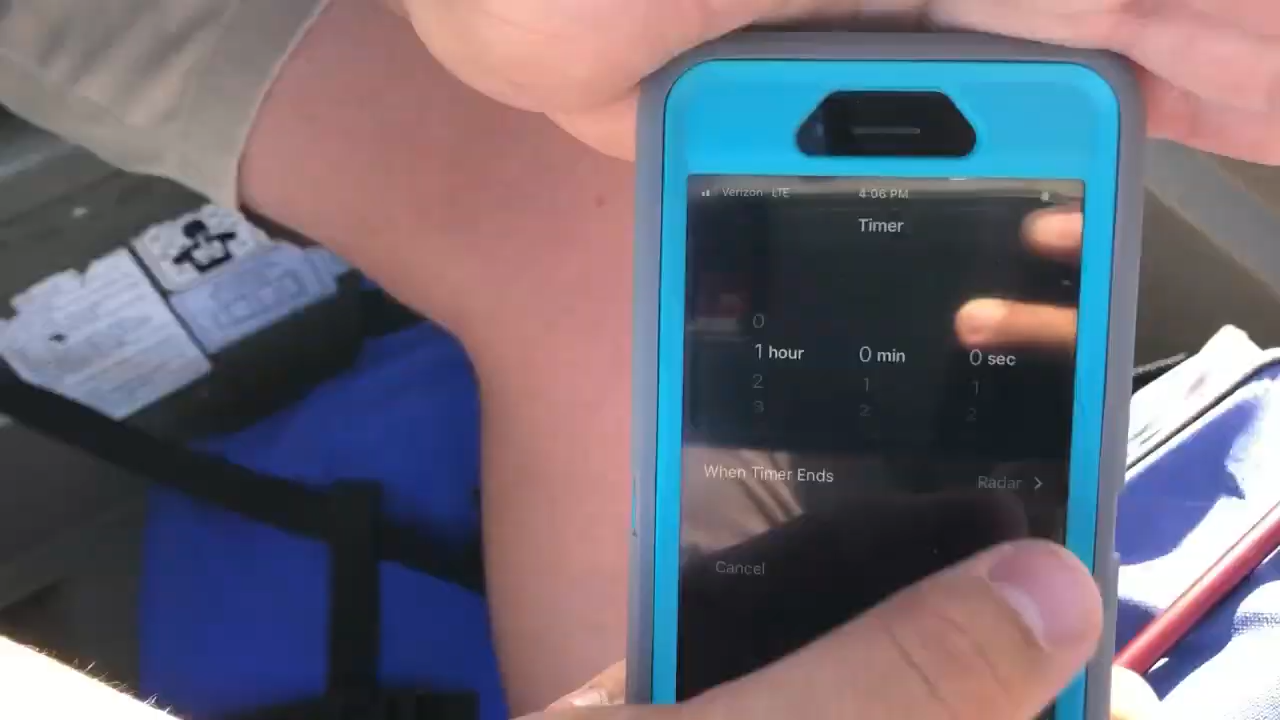 Verizon LTE 4:06 PM
Timer
0
1 hour 0 min 0 sec
2 1 1
3 2 2
When Timer Ends Radar
Cancel